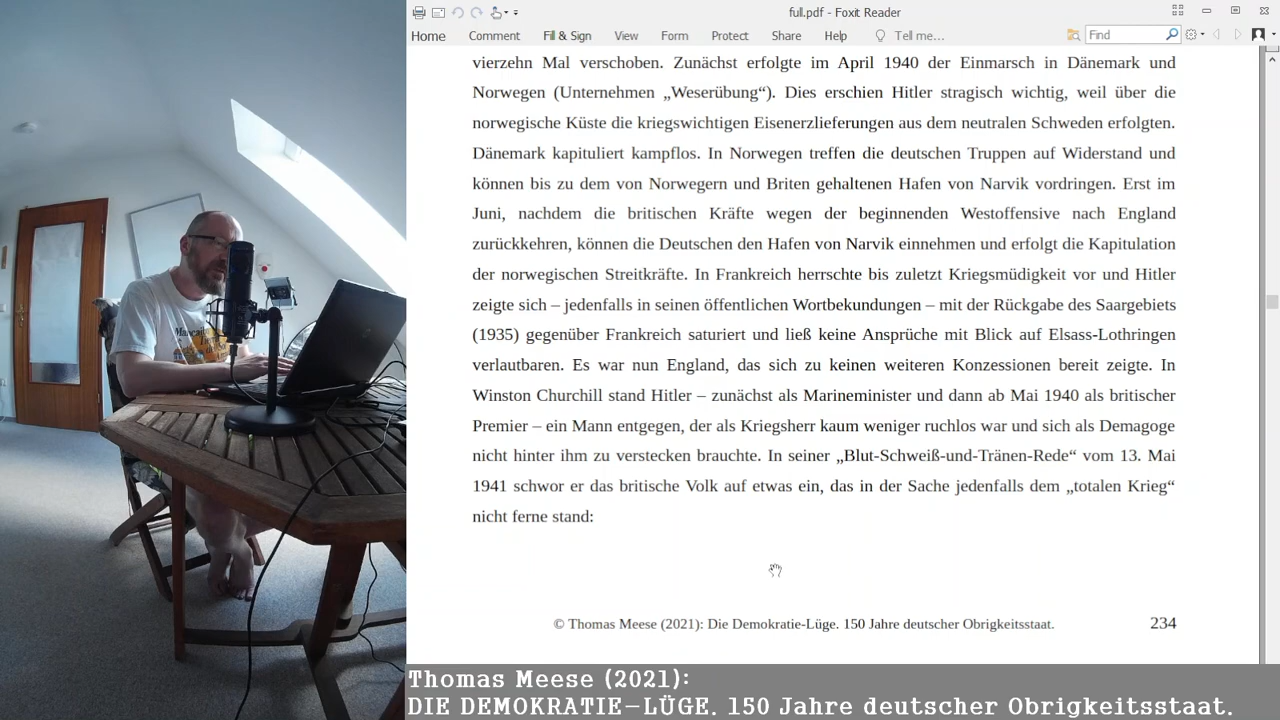 full.pdf - Foxit Reader
Home Comment Fill & Sign View Form Protect Share Help Tell me… Find
vierzehn Mal verschoben. Zunächst erfolgte im April 1940 der Einmarsch in Dänemark und
Norwegen (Unternehmen „Weserübung“). Dies erschien Hitler stragisch wichtig, weil über die
norwegische Küste die kriegswichtigen Eisenerzlieferungen aus dem neutralen Schweden erfolgten.
Dänemark kapituliert kampflos. In Norwegen treffen die deutschen Truppen auf Widerstand und
können bis zu dem von Norwegern und Briten gehaltenen Hafen von Narvik vordringen. Erst im
Juni, nachdem die britischen Kräfte wegen der beginnenden Westoffensive nach England
zurückkehren, können die Deutschen den Hafen von Narvik einnehmen und erfolgt die Kapitulation
der norwegischen Streitkräfte. In Frankreich herrschte bis zuletzt Kriegsmüdigkeit vor und Hitler
zeigte sich – jedenfalls in seinen öffentlichen Wortbekundungen – mit der Rückgabe des Saargebiets
(1935) gegenüber Frankreich saturiert und ließ keine Ansprüche mit Blick auf Elsass-Lothringen
verlautbaren. Es war nun England, das sich zu keinen weiteren Konzessionen bereit zeigte. In
Winston Churchill stand Hitler – zunächst als Marineminister und dann ab Mai 1940 als britischer
Premier – ein Mann entgegen, der als Kriegsherr kaum weniger ruchlos war und sich als Demagoge
nicht hinter ihm zu verstecken brauchte. In seiner „Blut-Schweiß-und-Tränen-Rede“ vom 13. Mai
1941 schwor er das britische Volk auf etwas ein, das in der Sache jedenfalls dem „totalen Krieg“
nicht ferne stand:
© Thomas Meese (2021): Die Demokratie-Lüge. 150 Jahre deutscher Obrigkeitsstaat. 234
Thomas Meese (2021):
DIE DEMOKRATIE–LÜGE. 150 Jahre deutscher Obrigkeitsstaat.